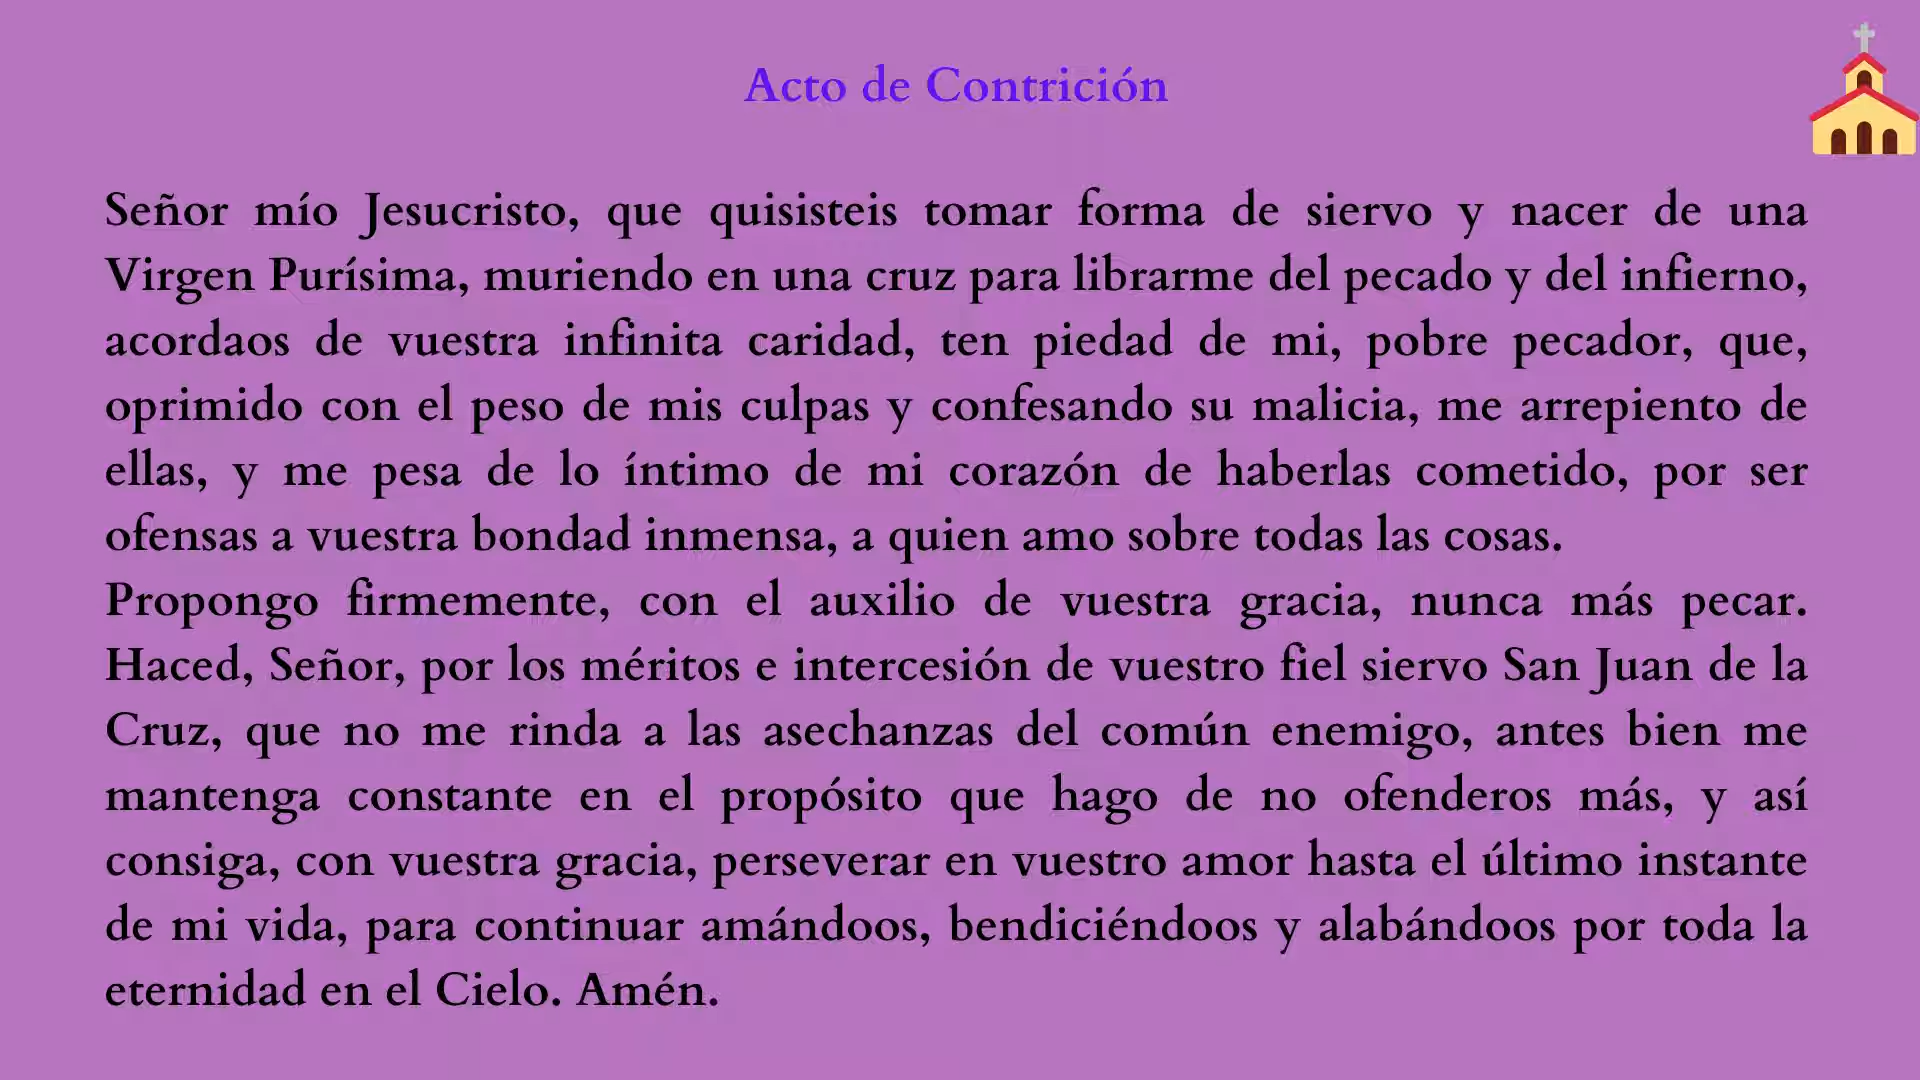 Acto de Contrición
Señor mío Jesucristo, que quisisteis tomar forma de siervo y nacer de una
Virgen Purísima, muriendo en una cruz para librarme del pecado y del infierno,
acordaos de vuestra infinita caridad, ten piedad de mi, pobre pecador, que,
oprimido con el peso de mis culpas y confesando su malicia, me arrepiento de
ellas, y me pesa de lo íntimo de mi corazón de haberlas cometido, por ser
ofensas a vuestra bondad inmensa, a quien amo sobre todas las cosas.
Propongo firmemente, con el auxilio de vuestra gracia, nunca más pecar.
Haced, Señor, por los méritos e intercesión de vuestro fiel siervo San Juan de la
Cruz, que no me rinda a las asechanzas del común enemigo, antes bien me
mantenga constante en el propósito que hago de no ofenderos más, y así
consiga, con vuestra gracia, perseverar en vuestro amor hasta el último instante
de mi vida, para continuar amándoos, bendiciéndoos y alabándoos por toda la
eternidad en el Cielo. Amén.